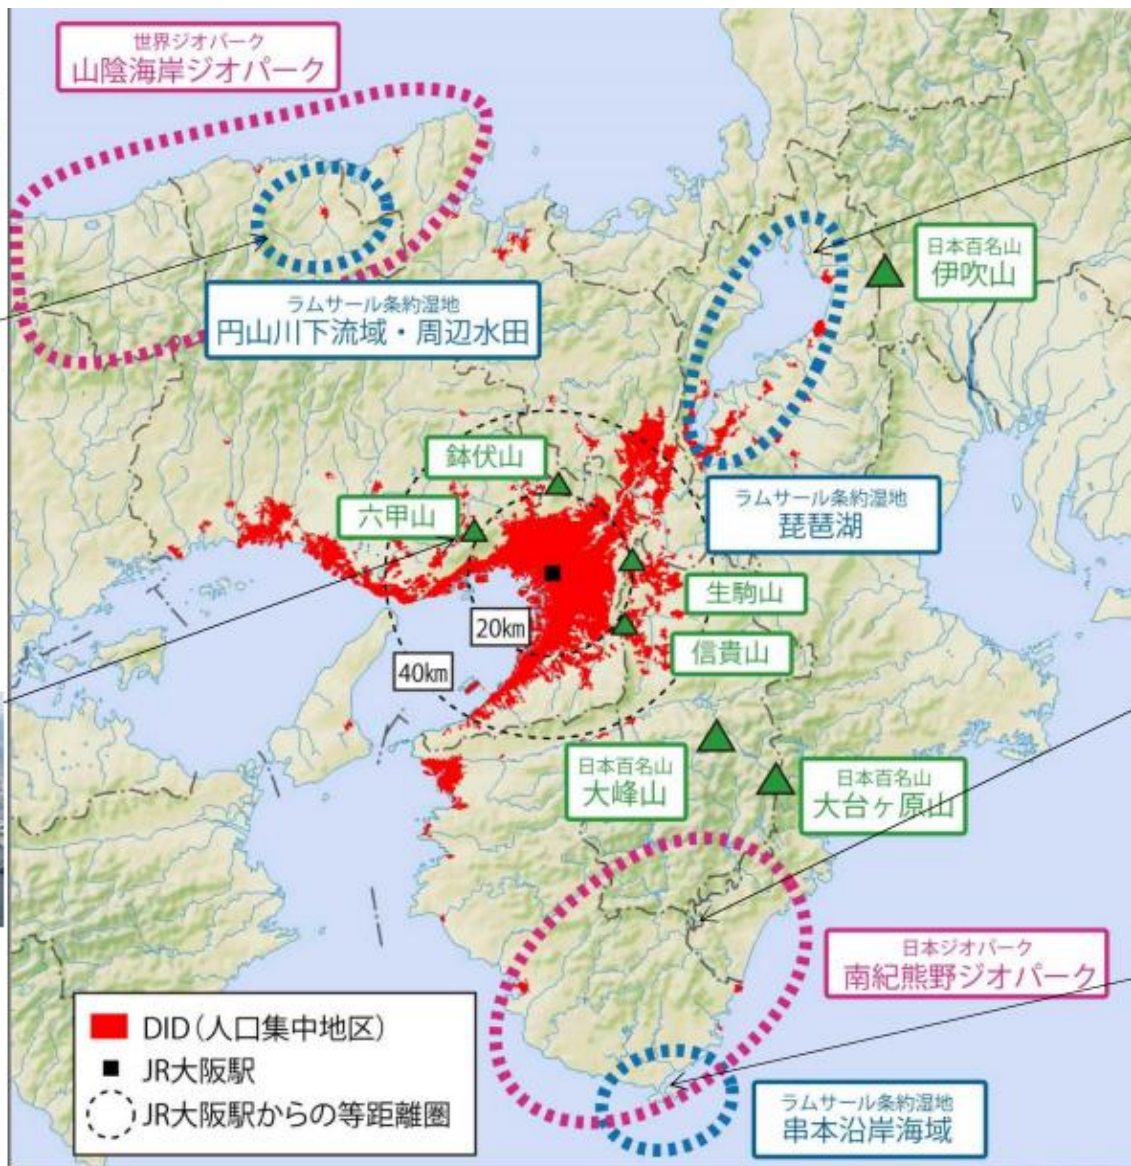 世界ジオパーク
山陰海岸ジオパーク
日本百名山
伊吹山
ラムサール条約湿地
円山川下流域・周辺水田
鉢伏山
六甲山
ラムサール条約湿地
琵琶湖
生駒山
20km
信貴山
40km
日本百名山
大峰山
日本百名山
大台ヶ原山
日本ジオパーク
南紀熊野ジオパーク
DID（人口集中地区）
JR大阪駅
JR大阪駅からの等距離圏
ラムサール条約湿地
串本沿岸海域